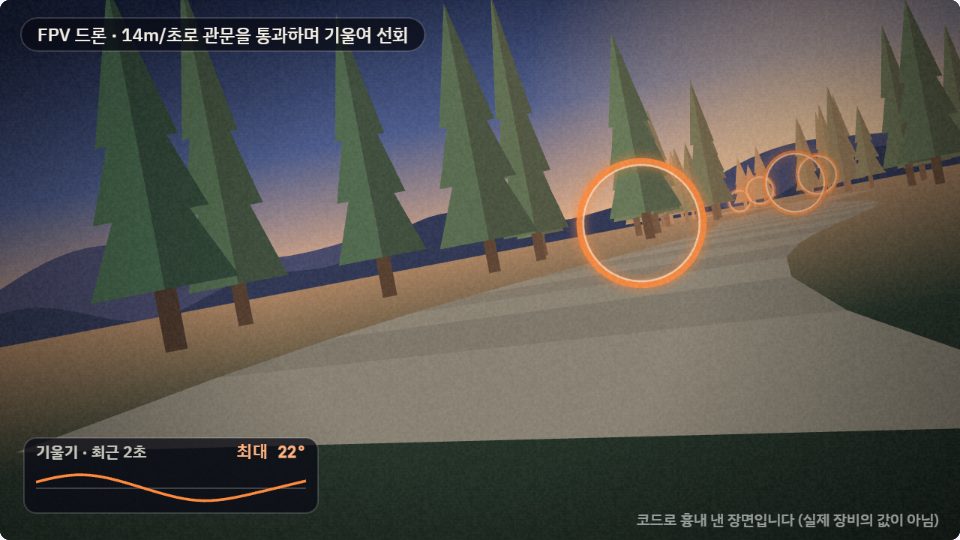 FPV 드론 · 14m/초로 관문을 통과하며 기울여 선회
기울기 · 최근 2초 최대 22°
코드로 흉내 낸 장면입니다 (실제 장비의 값이 아님)